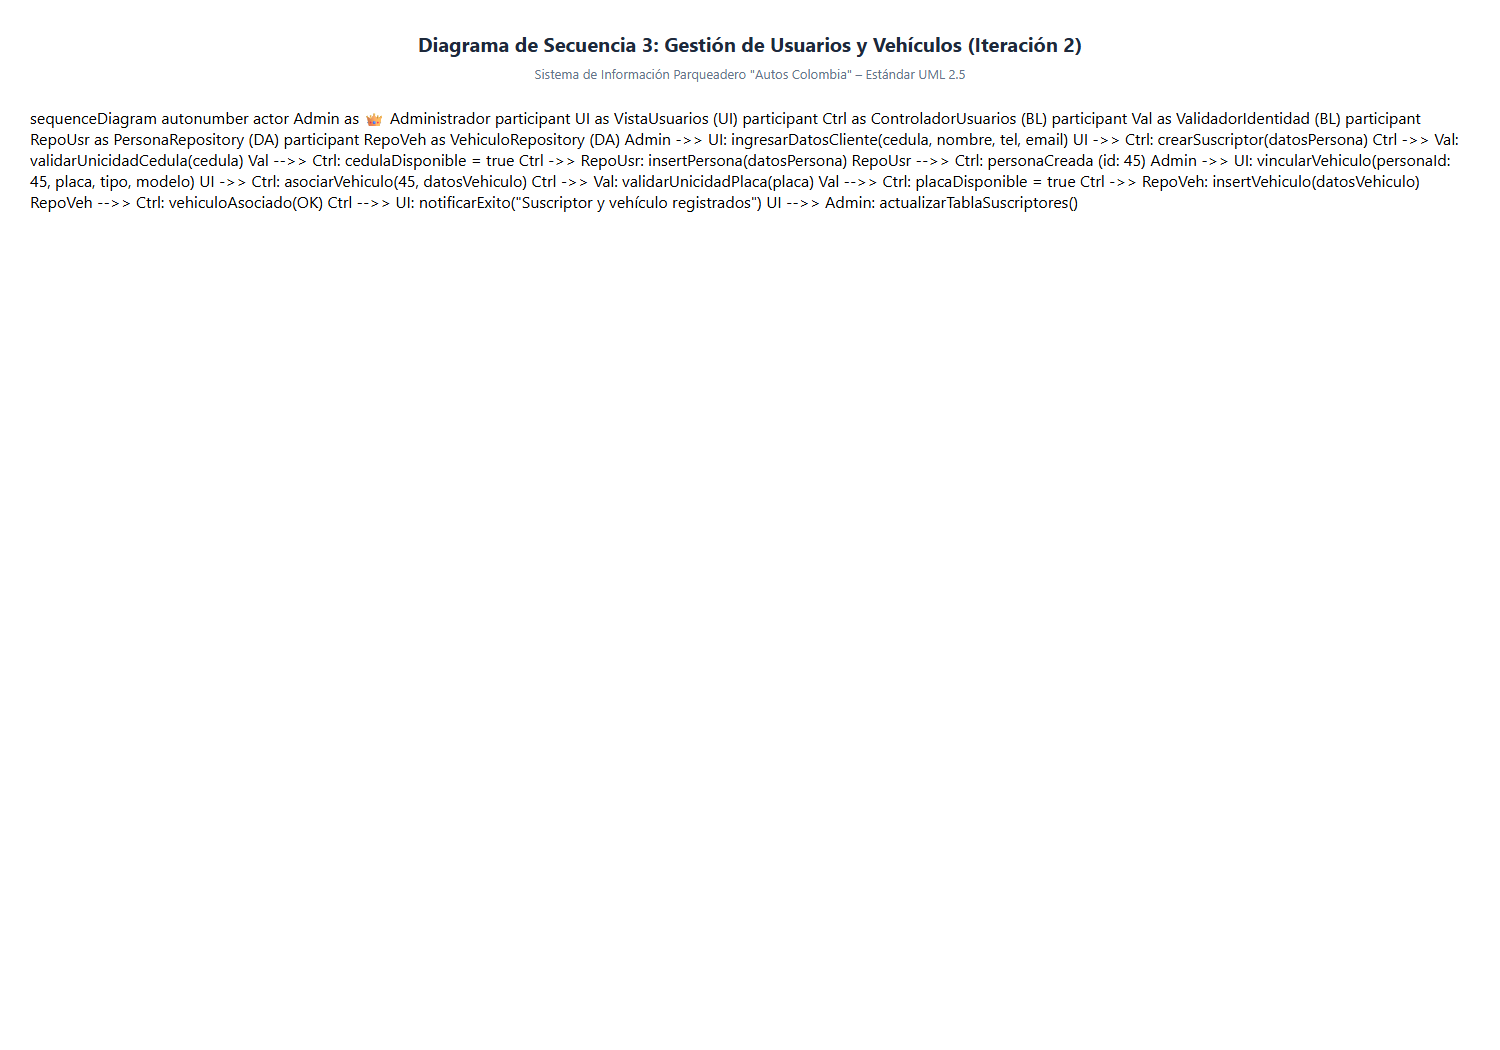 Diagrama de Secuencia 3: Gestión de Usuarios y Vehículos (Iteración 2)
Sistema de Información Parqueadero "Autos Colombia" – Estándar UML 2.5
sequenceDiagram autonumber actor Admin as 👑 Administrador participant UI as VistaUsuarios (UI) participant Ctrl as ControladorUsuarios (BL) participant Val as ValidadorIdentidad (BL) participant
RepoUsr as PersonaRepository (DA) participant RepoVeh as VehiculoRepository (DA) Admin ->> UI: ingresarDatosCliente(cedula, nombre, tel, email) UI ->> Ctrl: crearSuscriptor(datosPersona) Ctrl ->> Val:
validarUnicidadCedula(cedula) Val -->> Ctrl: cedulaDisponible = true Ctrl ->> RepoUsr: insertPersona(datosPersona) RepoUsr -->> Ctrl: personaCreada (id: 45) Admin ->> UI: vincularVehiculo(personaId:
45, placa, tipo, modelo) UI ->> Ctrl: asociarVehiculo(45, datosVehiculo) Ctrl ->> Val: validarUnicidadPlaca(placa) Val -->> Ctrl: placaDisponible = true Ctrl ->> RepoVeh: insertVehiculo(datosVehiculo)
RepoVeh -->> Ctrl: vehiculoAsociado(OK) Ctrl -->> UI: notificarExito("Suscriptor y vehículo registrados") UI -->> Admin: actualizarTablaSuscriptores()